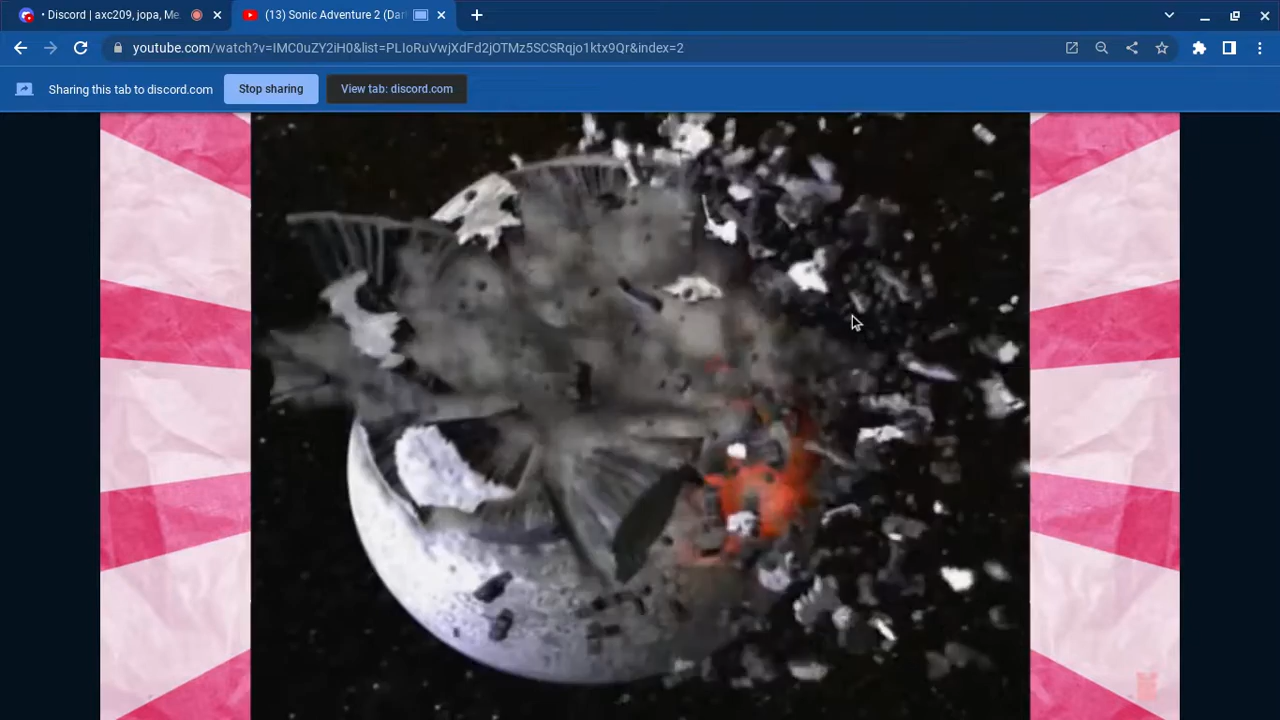 • Discord | axc209, jopa, Me
(13) Sonic Adventure 2 (Dar
youtube.com/watch?v=IMC0uZY2iH0&list=PLIoRuVwjXdFd2jOTMz5SCSRqjo1ktx9Qr&index=2
Sharing this tab to discord.com
Stop sharing
View tab: discord.com